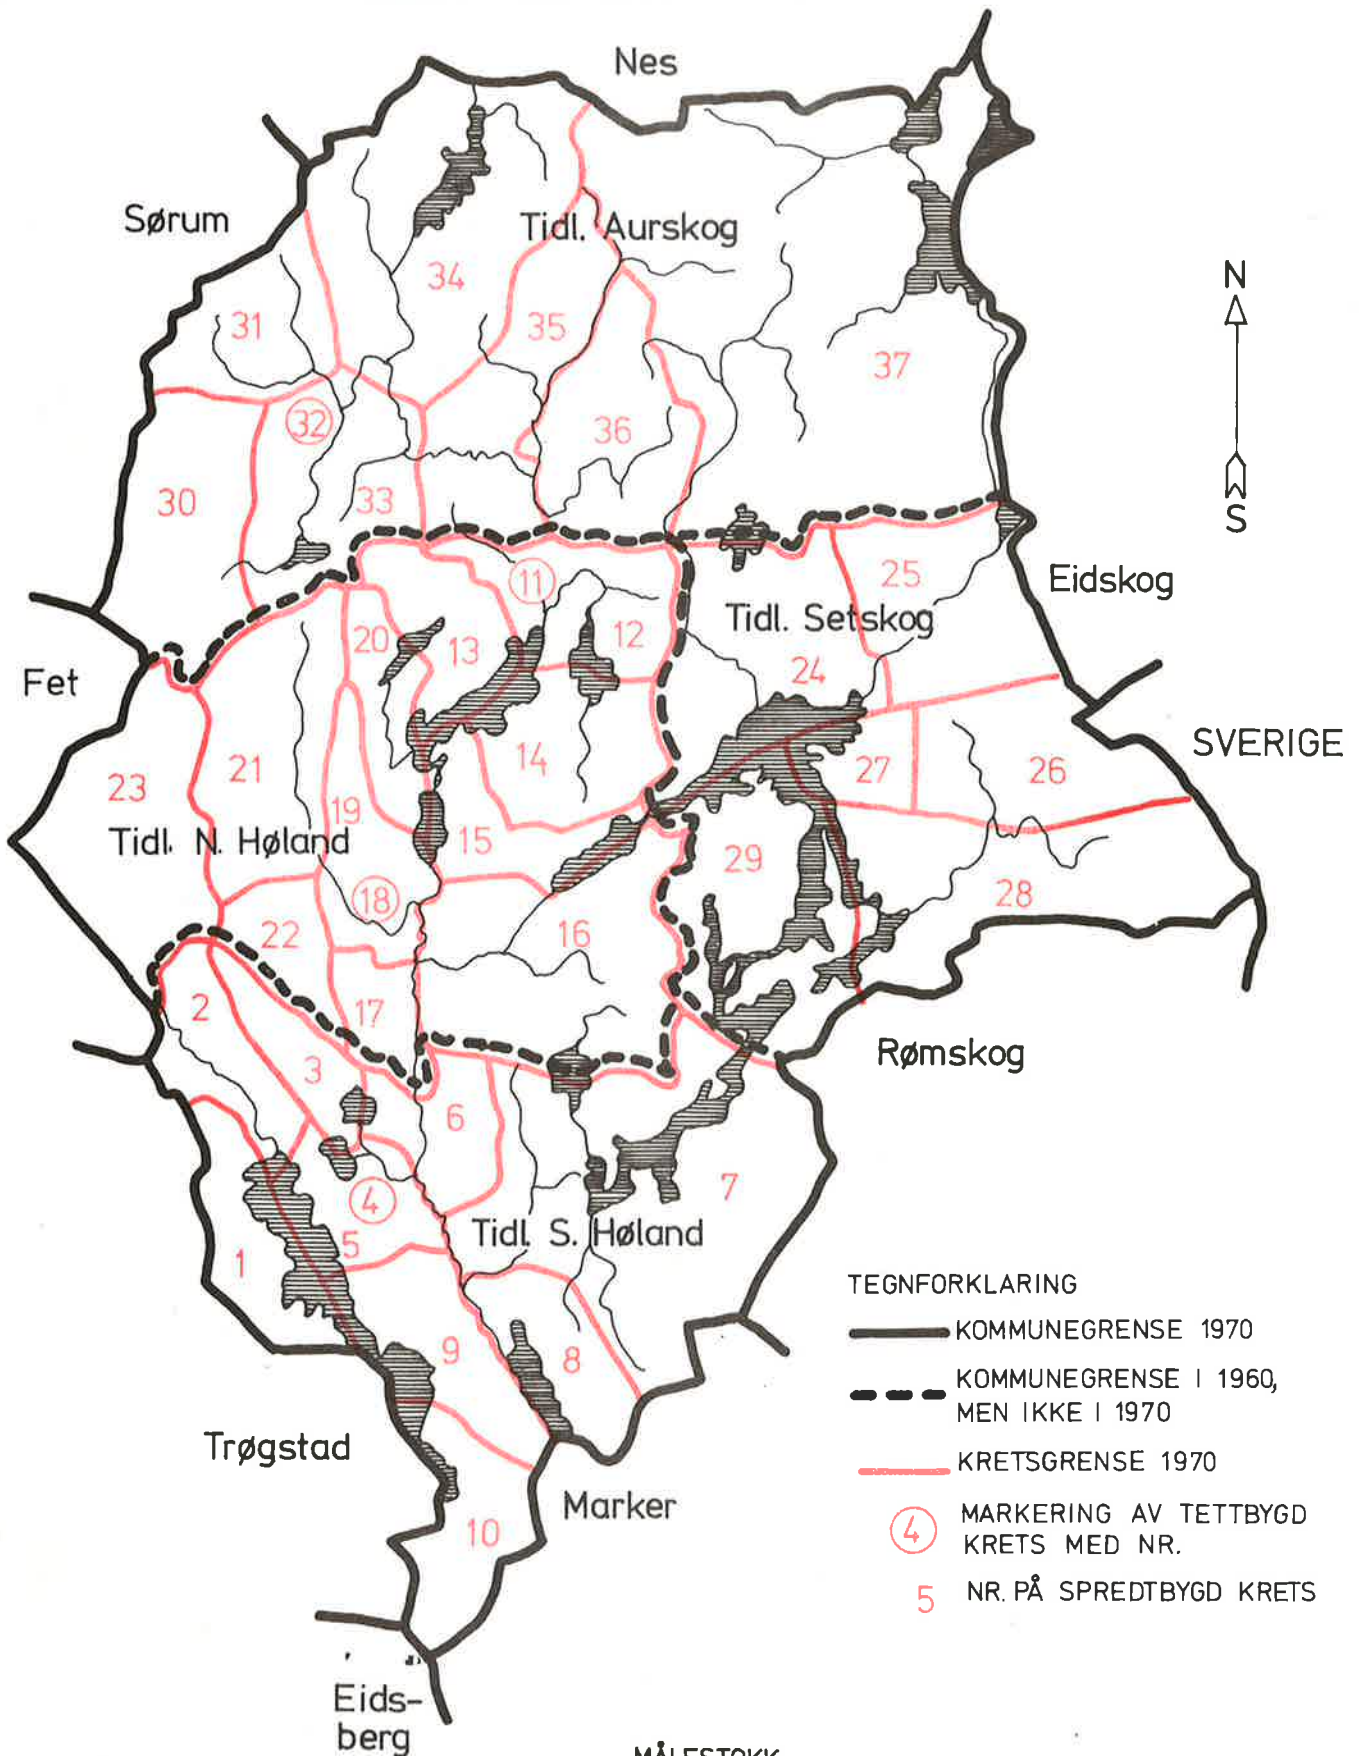 Nes
Sørum
Tidl. Aurskog
34
31
35
37
N
32
36
30
33
S
11
25
Eidskog
Tidl. Setskog
20
13
12
24
Fet
SVERIGE
23
21
14
27
26
19
Tidl. N. Høland
15
29
18
28
22
16
2
17
3
Rømskog
6
7
4
Tidl. S. Høland
5
1
TEGNFORKLARING
KOMMUNEGRENSE 1970
9
8
KOMMUNEGRENSE I 1960,
MEN IKKE I 1970
Trøgstad
KRETSGRENSE 1970
Marker
4 MARKERING AV TETTBYGD
KRETS MED NR.
10
5 NR. PÅ SPREDTBYGD KRETS
Eids-
berg
MÅLESTOKK